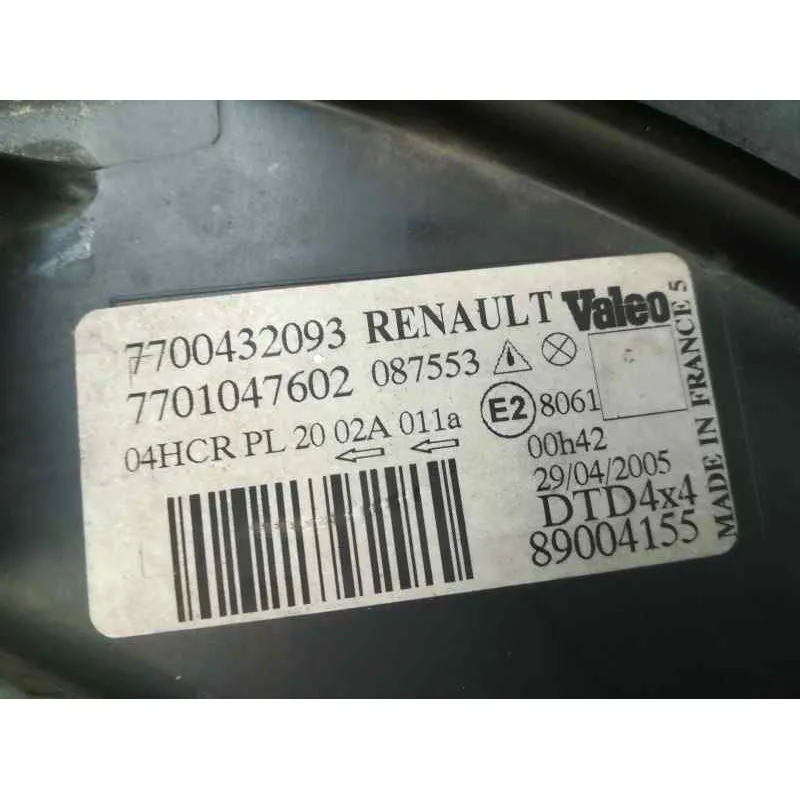 7700432093 RENAULT Valeo
7701047602 087553
04HCR PL 20 02A 011a E2 8061
00h42
29/04/2005
DTD4x4
89004155
MADE IN FRANCE 5